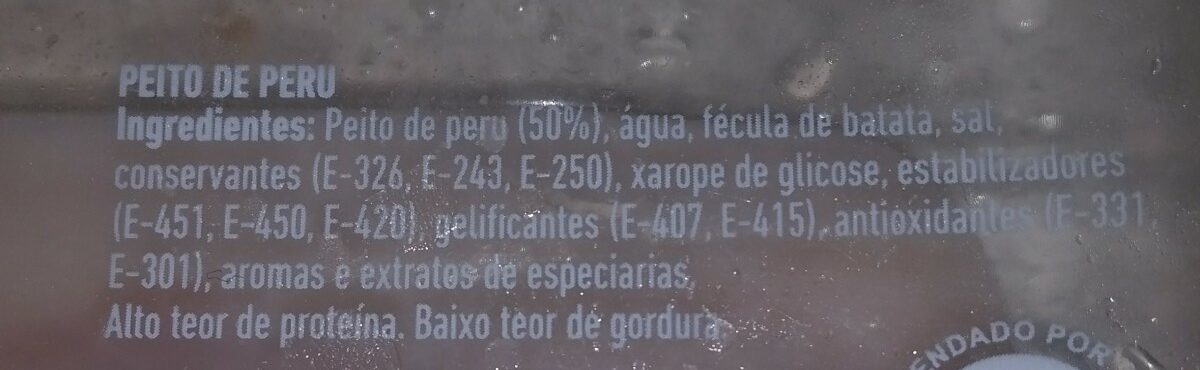 PEITO DE PERU
Ingredientes: Peito de peru (50%), água, fécula de batata, sal,
conservantes (E-326, E-243, E-250), xarope de glicose, estabilizadores
(E-451, E-450, E-420), gelificantes (E-407, E-415), antioxidantes (E-331,
E-301), aromas e extratos de especiarias,
Alto teor de proteína. Baixo teor de gordura.
ENDADO POR